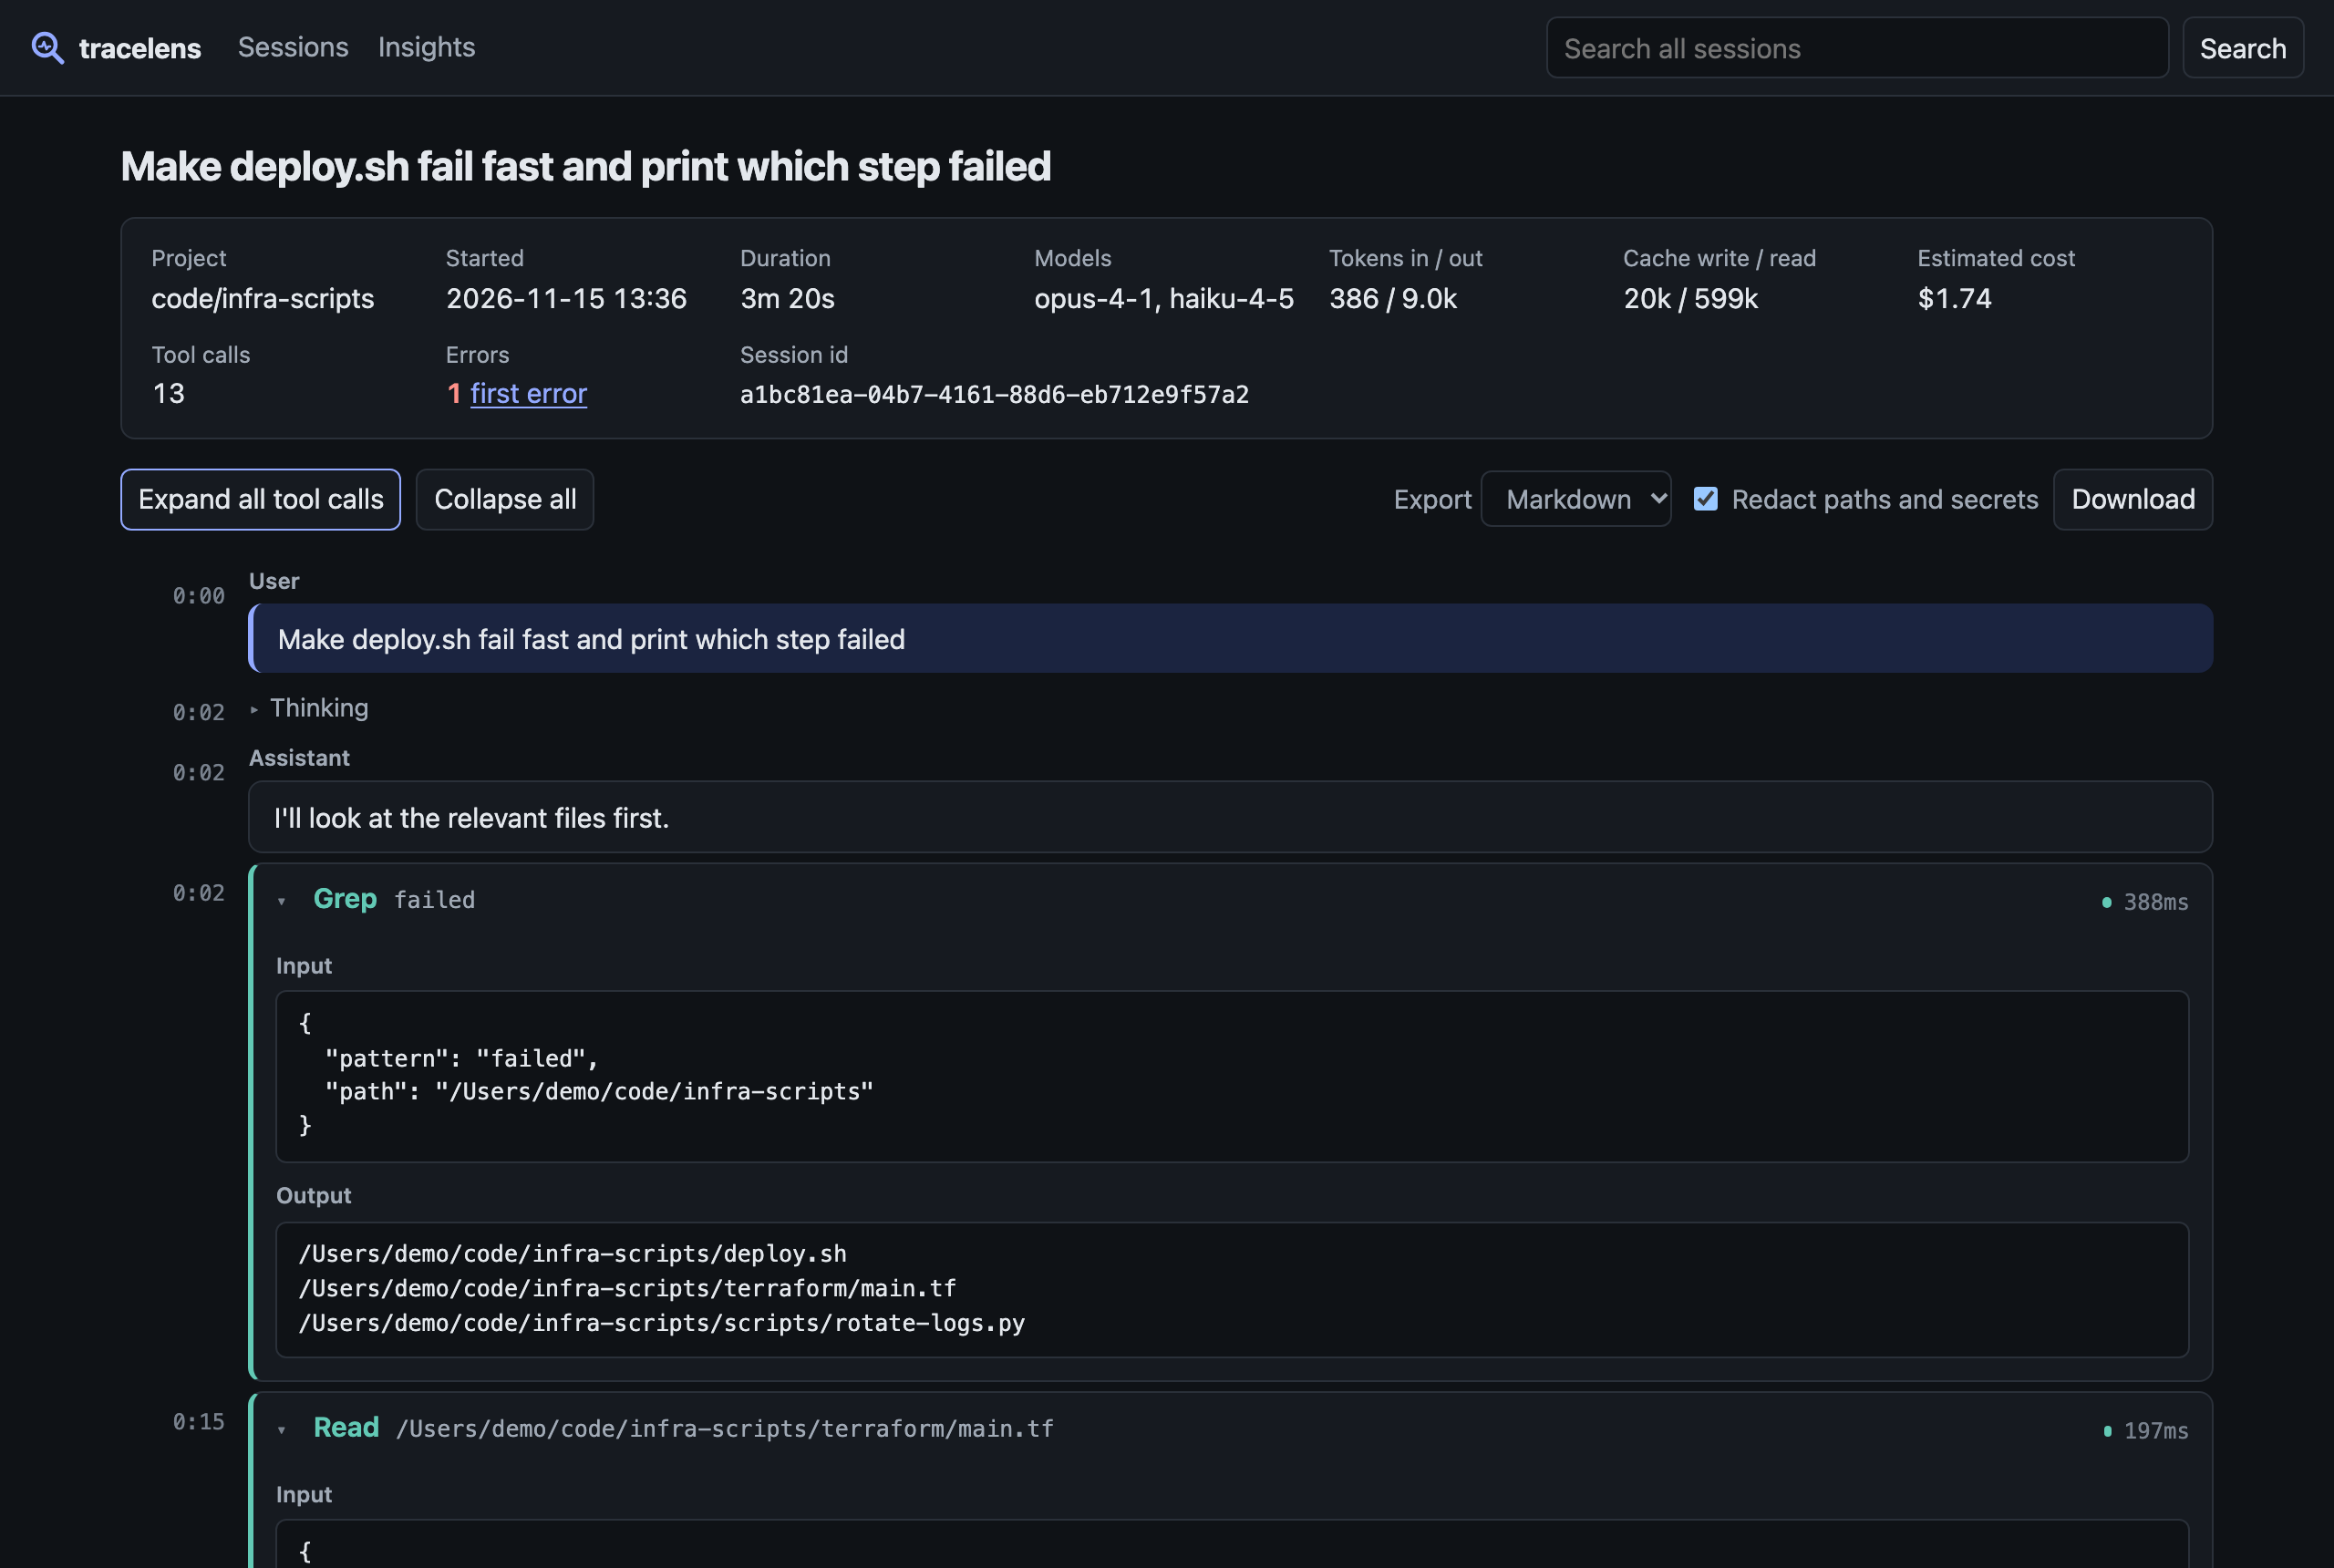 tracelens Sessions Insights Search all sessions Search
Make deploy.sh fail fast and print which step failed
Project Started Duration Models Tokens in / out Cache write / read Estimated cost
code/infra-scripts 2026-11-15 13:36 3m 20s opus-4-1, haiku-4-5 386 / 9.0k 20k / 599k $1.74
Tool calls Errors Session id
13 1 first error a1bc81ea-04b7-4161-88d6-eb712e9f57a2
Expand all tool calls Collapse all Export Markdown Redact paths and secrets Download
User
0:00
Make deploy.sh fail fast and print which step failed
0:02 Thinking
Assistant
0:02
I'll look at the relevant files first.
0:02 Grep failed 388ms
Input
{
"pattern": "failed",
"path": "/Users/demo/code/infra-scripts"
}
Output
/Users/demo/code/infra-scripts/deploy.sh
/Users/demo/code/infra-scripts/terraform/main.tf
/Users/demo/code/infra-scripts/scripts/rotate-logs.py
0:15 Read /Users/demo/code/infra-scripts/terraform/main.tf 197ms
Input
{